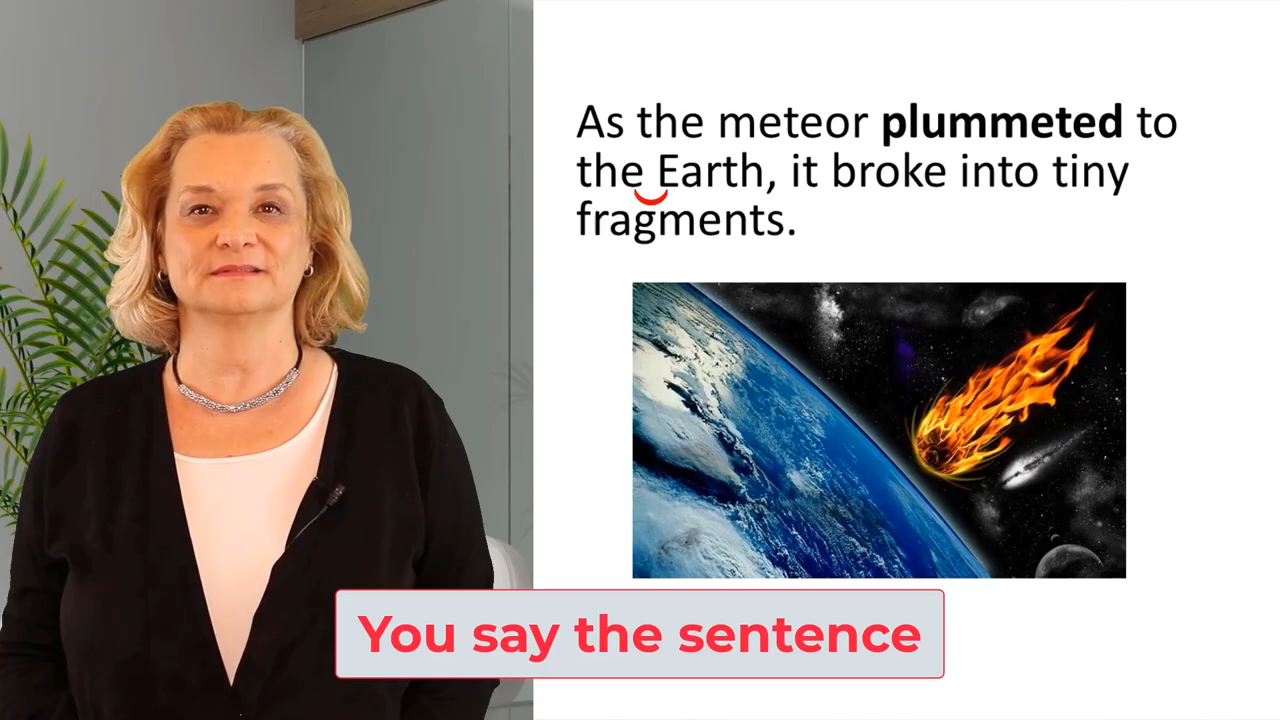 As the meteor plummeted to
the Earth, it broke into tiny
fragments.
You say the sentence